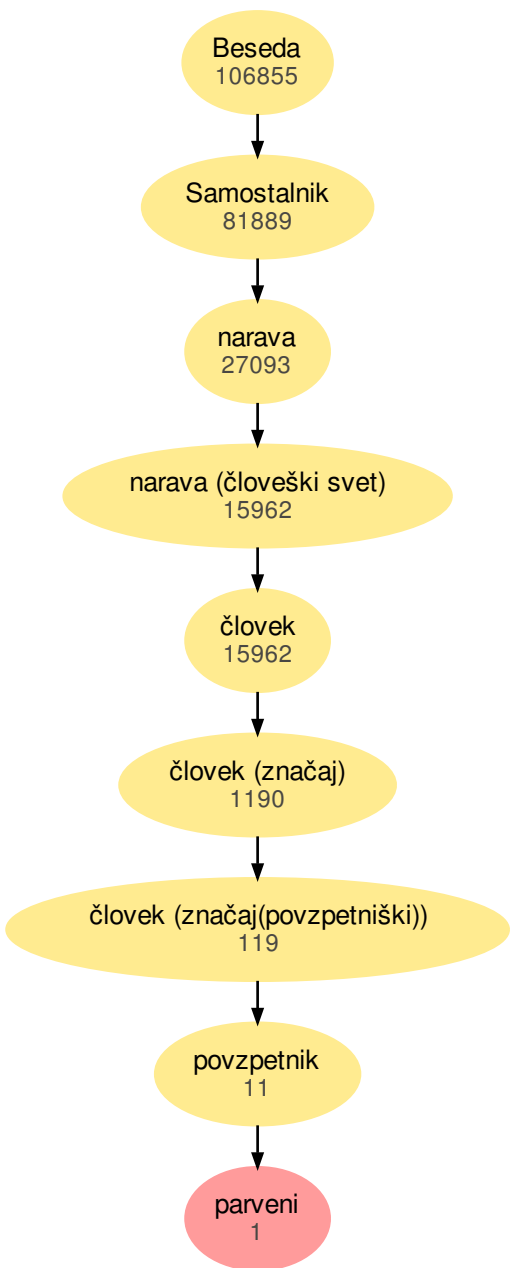 Beseda
106855
Samostalnik
81889
narava
27093
narava (človeški svet)
15962
človek
15962
človek (značaj)
1190
človek (značaj(povzpetniški))
119
povzpetnik
11
parveni
1